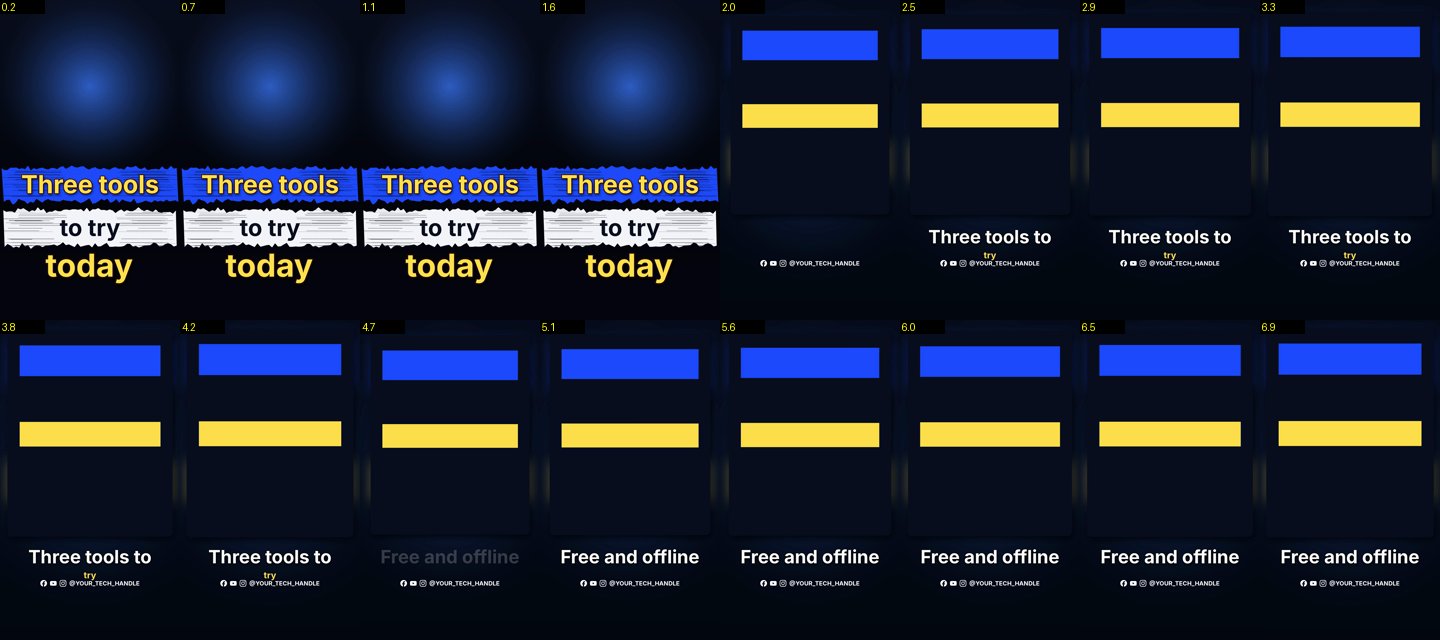 0.2
0.7
1.1
1.6
2.0
2.5
2.9
3.3
Three tools
to try
today
Three tools
to try
today
Three tools
to try
today
Three tools
to try
today
@YOUR_TECH_HANDLE
Three tools to
try
@YOUR_TECH_HANDLE
Three tools to
try
@YOUR_TECH_HANDLE
Three tools to
try
@YOUR_TECH_HANDLE
3.8
4.2
4.7
5.1
5.6
6.0
6.5
6.9
Three tools to
try
@YOUR_TECH_HANDLE
Three tools to
try
@YOUR_TECH_HANDLE
Free and offline
@YOUR_TECH_HANDLE
Free and offline
@YOUR_TECH_HANDLE
Free and offline
@YOUR_TECH_HANDLE
Free and offline
@YOUR_TECH_HANDLE
Free and offline
@YOUR_TECH_HANDLE
Free and offline
@YOUR_TECH_HANDLE